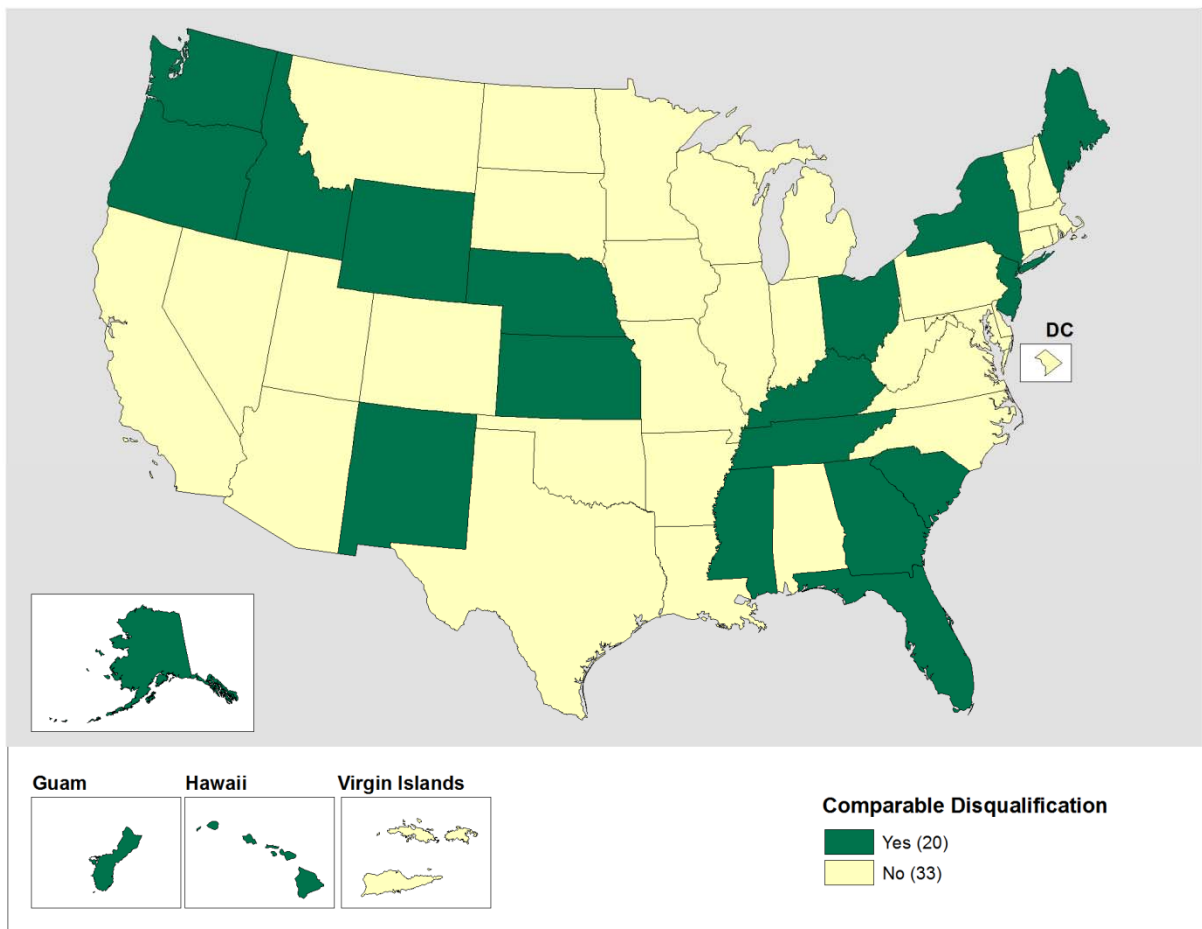 DC
Guam
Hawaii
Virgin Islands
Comparable Disqualification
Yes (20)
No (33)